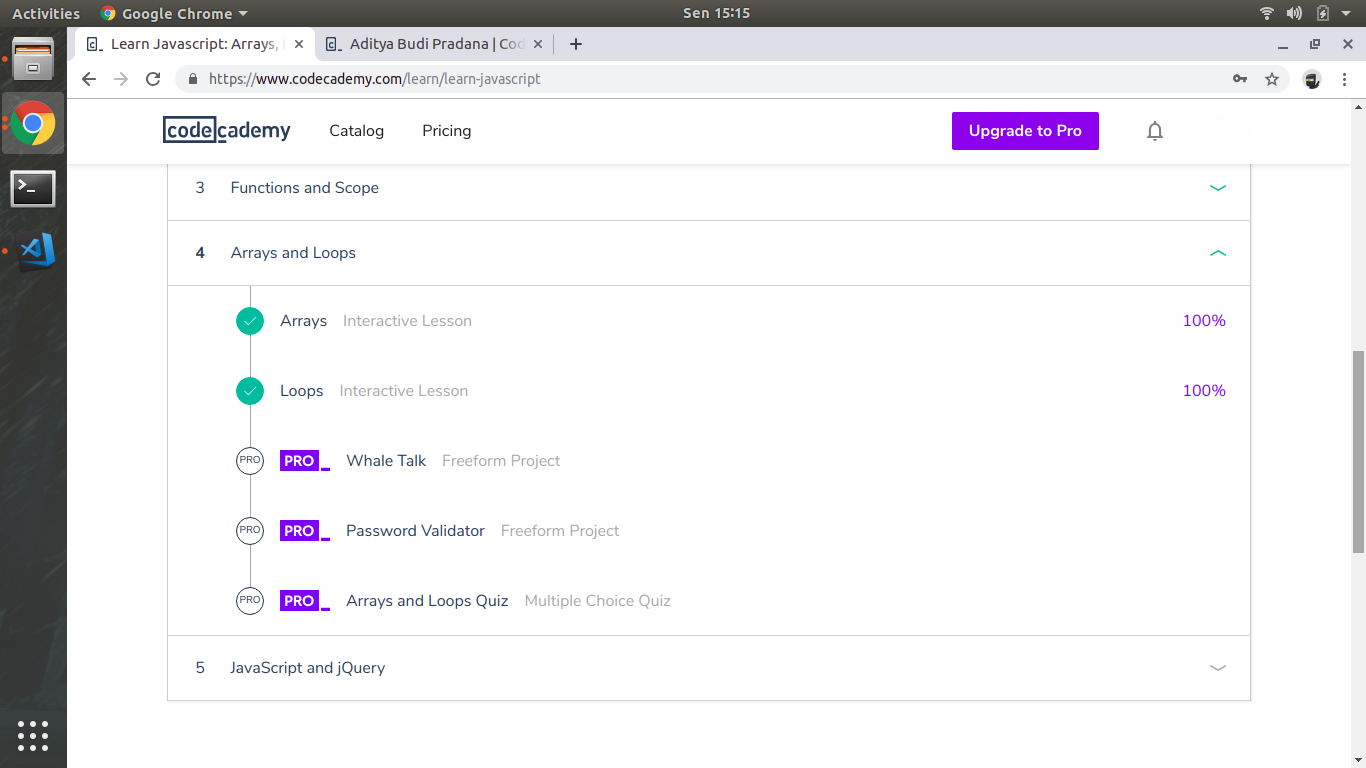 Activities Google Chrome Sen 15:15
Learn Javascript: Arrays, Aditya Budi Pradana | Cod
https://www.codecademy.com/learn/learn-javascript
codecademy Catalog Pricing Upgrade to Pro
3 Functions and Scope
4 Arrays and Loops
Arrays Interactive Lesson 100%
Loops Interactive Lesson 100%
PRO PRO_ Whale Talk Freeform Project
PRO PRO_ Password Validator Freeform Project
PRO PRO_ Arrays and Loops Quiz Multiple Choice Quiz
5 JavaScript and jQuery